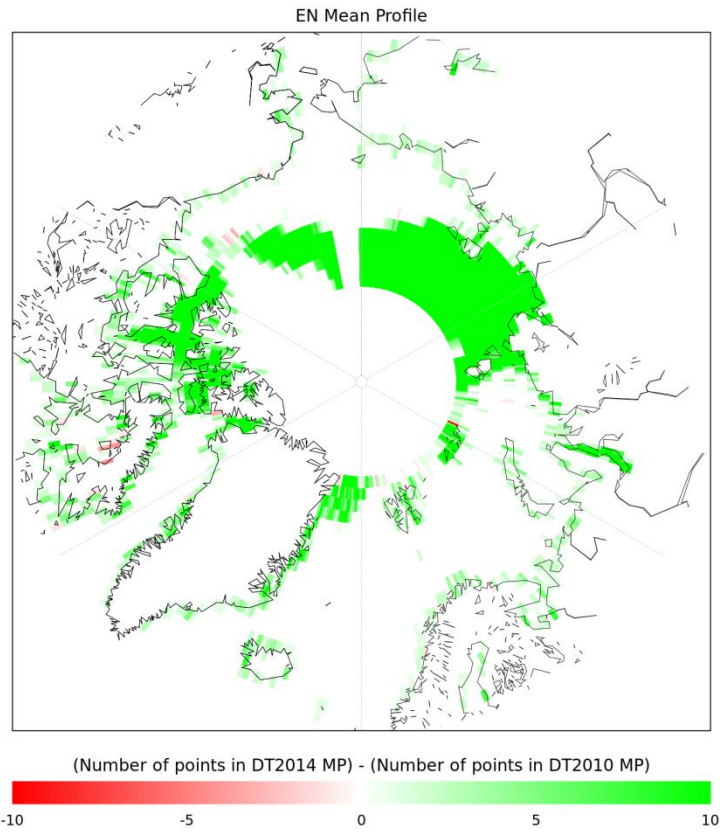 EN Mean Profile
(Number of points in DT2014 MP) - (Number of points in DT2010 MP)
-10 -5 0 5 10